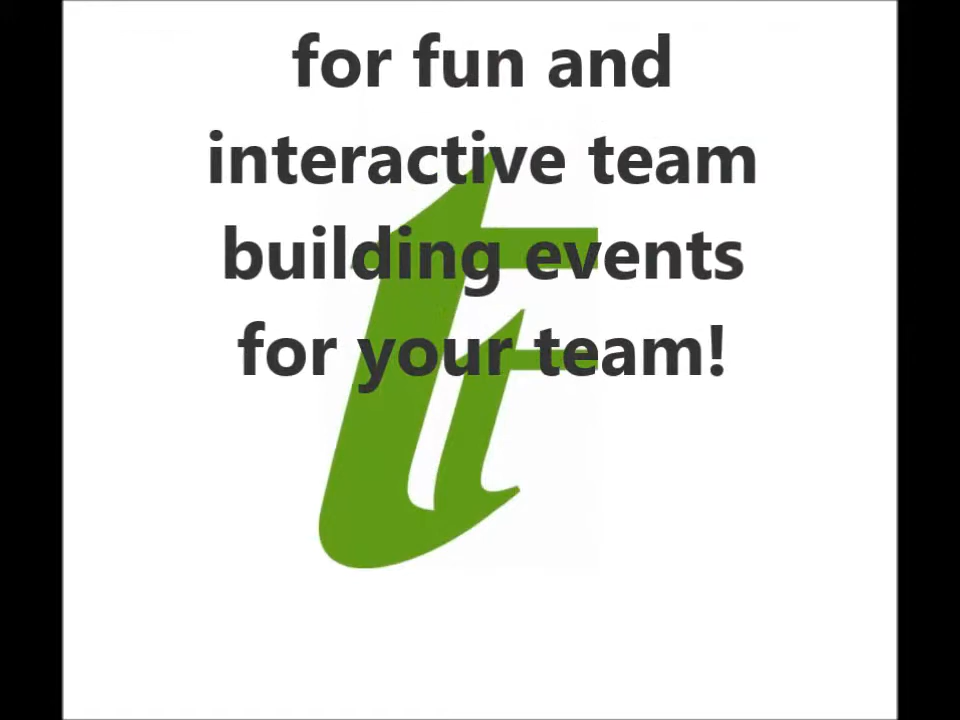 for fun and
interactive team
building events
for your team!